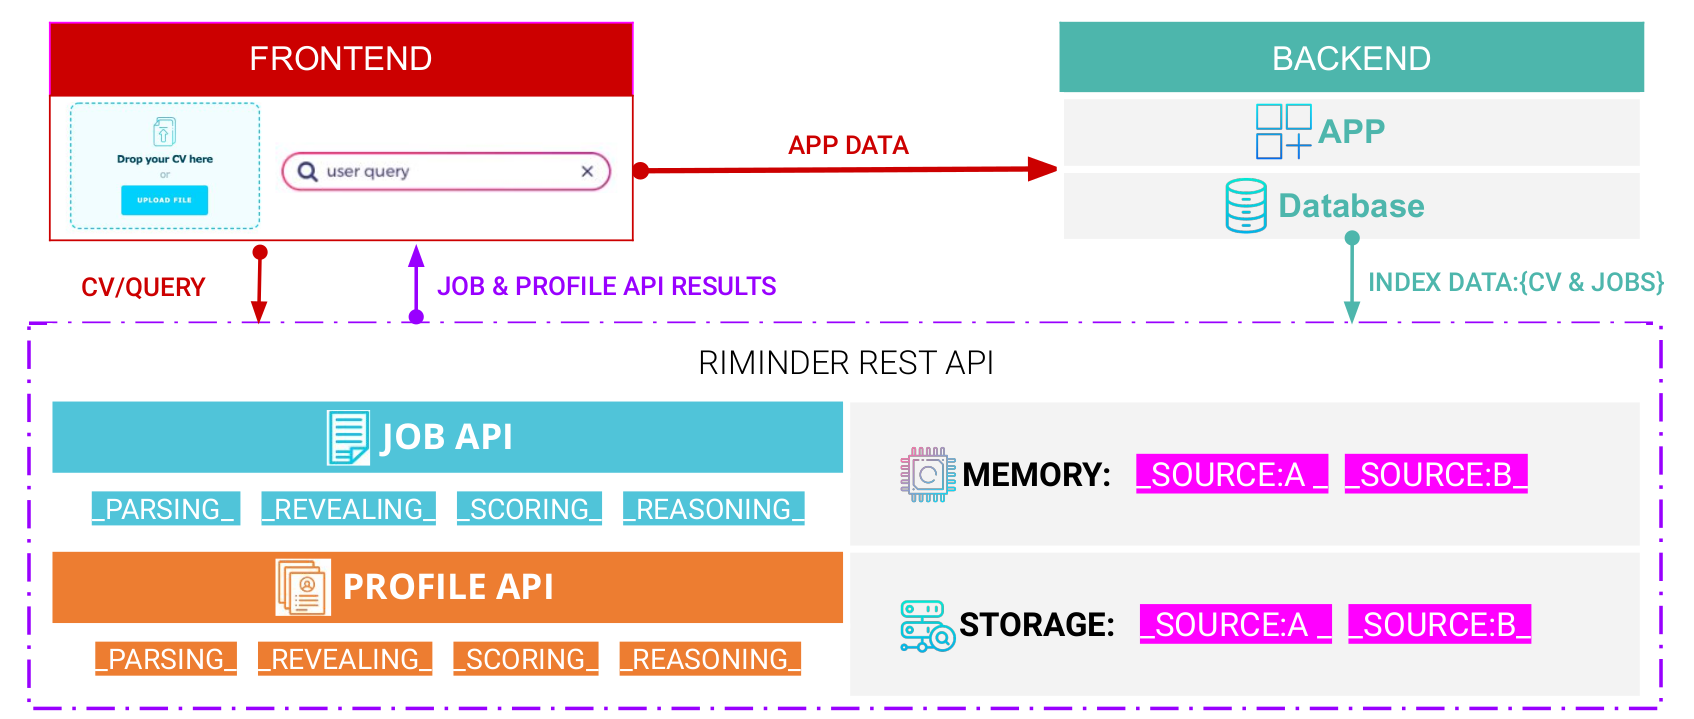 FRONTEND
BACKEND
Drop your CV here
or
UPLOAD FILE
user query
APP DATA
APP
Database
CV/QUERY
JOB & PROFILE API RESULTS
INDEX DATA:{CV & JOBS}
RIMINDER REST API
JOB API
_PARSING_ _REVEALING_ _SCORING_ _REASONING_
MEMORY: _SOURCE:A _ _SOURCE:B_
PROFILE API
_PARSING_ _REVEALING_ _SCORING_ _REASONING_
STORAGE: _SOURCE:A _ _SOURCE:B_